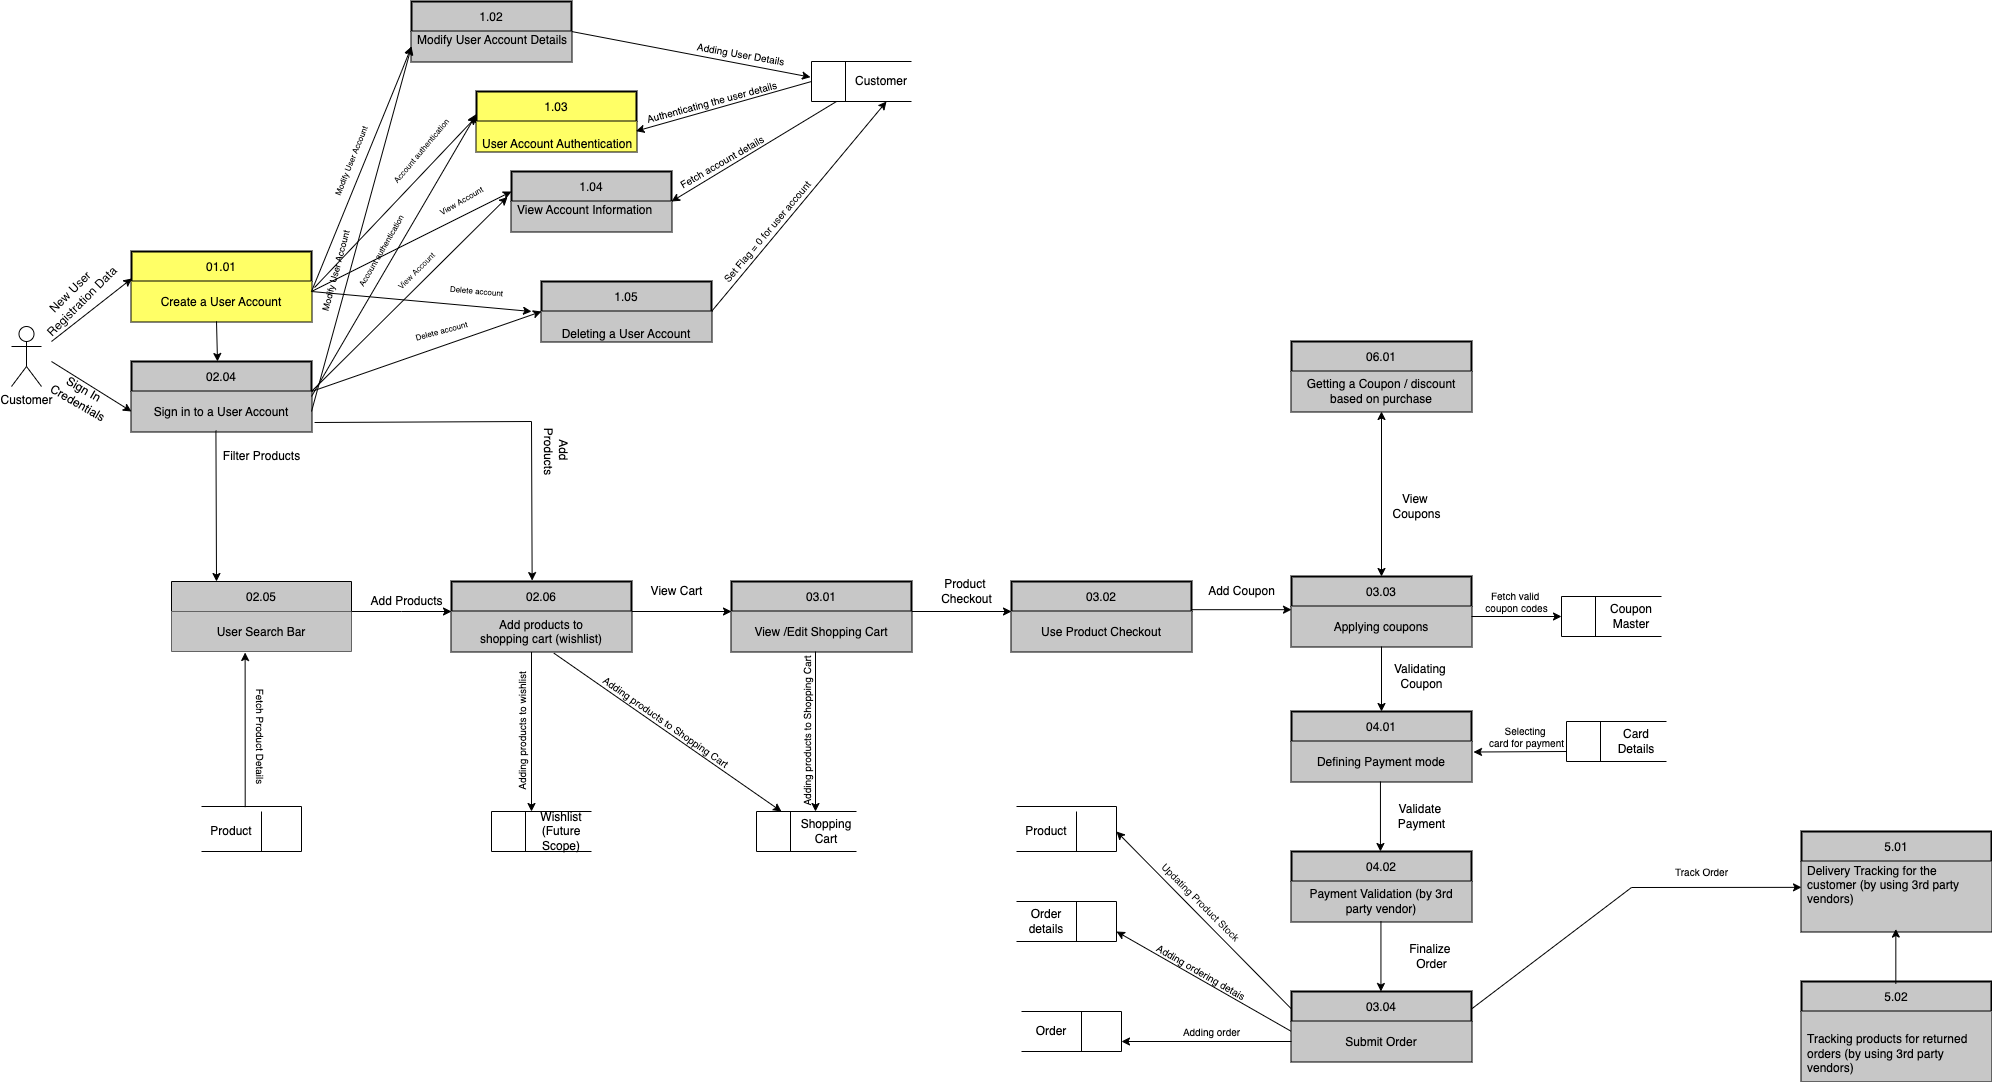 1.02
Modify User Account Details
Adding User Details
Customer
Authenticating the user details
1.03
User Account Authentication
Modify User Account
Account authentication
Fetch account details
1.04
View Account Information
View Account
Set Flag = 0 for user account
Modify User Account
Account authentication
View Account
01.01
Create a User Account
New User
Registration Data
Delete account
1.05
Deleting a User Account
Delete account
Customer
Sign In
Credentials
02.04
Sign in to a User Account
Filter Products
Add
Products
06.01
Getting a Coupon / discount
based on purchase
View
Coupons
02.05
User Search Bar
Add Products
02.06
Add products to
shopping cart (wishlist)
View Cart
03.01
View /Edit Shopping Cart
Product
Checkout
03.02
Use Product Checkout
Add Coupon
03.03
Applying coupons
Fetch valid
coupon codes
Coupon
Master
Fetch Product Details
Adding products to wishlist
Adding products to Shopping Cart
Adding products to Shopping Cart
Validating
Coupon
04.01
Defining Payment mode
Selecting
card for payment
Card
Details
Product
Wishlist
(Future
Scope)
Shopping
Cart
Product
Validate
Payment
04.02
Payment Validation (by 3rd
party vendor)
Updating Product Stock
Order
details
Adding ordering detais
Finalize
Order
Track Order
5.01
Delivery Tracking for the
customer (by using 3rd party
vendors)
Order
Adding order
03.04
Submit Order
5.02
Tracking products for returned
orders (by using 3rd party
vendors)